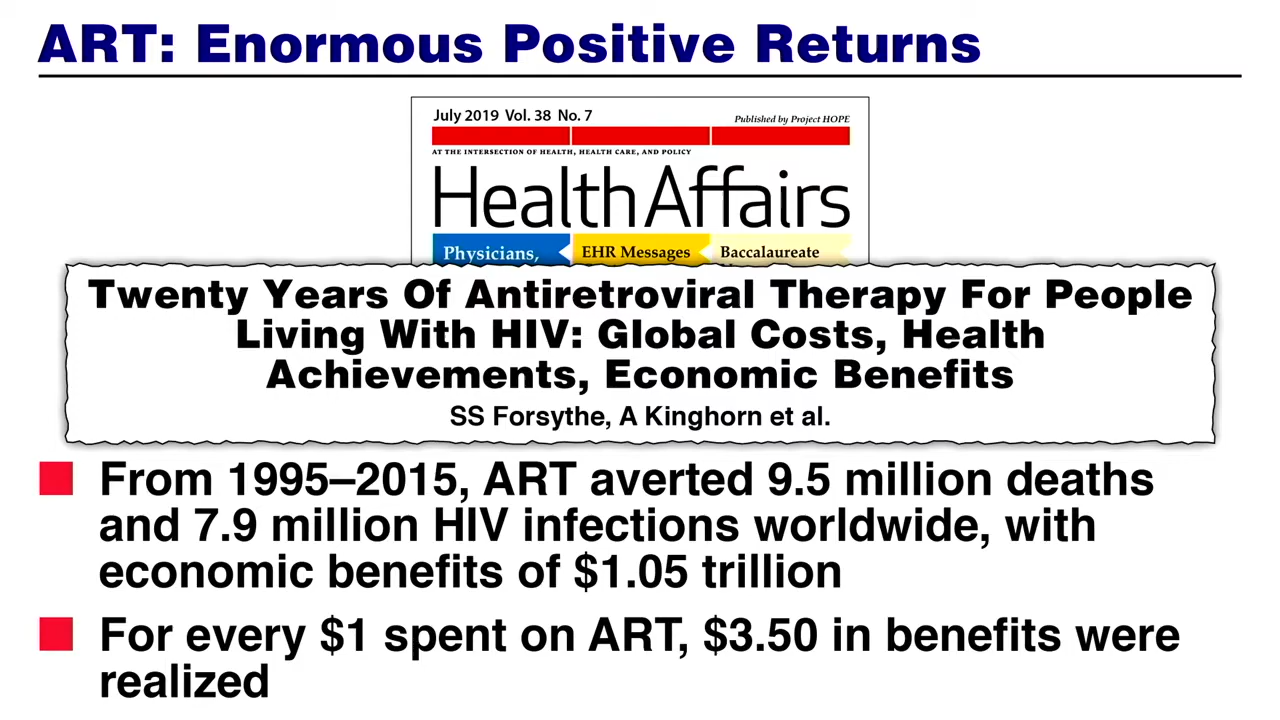 ART: Enormous Positive Returns
July 2019 Vol. 38 No. 7
Published by Project HOPE
AT THE INTERSECTION OF HEALTH, HEALTH CARE, AND POLICY
HealthAffairs
Physicians,
EHR Messages
Baccalaureate
Twenty Years Of Antiretroviral Therapy For People
Living With HIV: Global Costs, Health
Achievements, Economic Benefits
SS Forsythe, A Kinghorn et al.
From 1995–2015, ART averted 9.5 million deaths
and 7.9 million HIV infections worldwide, with
economic benefits of $1.05 trillion
For every $1 spent on ART, $3.50 in benefits were
realized